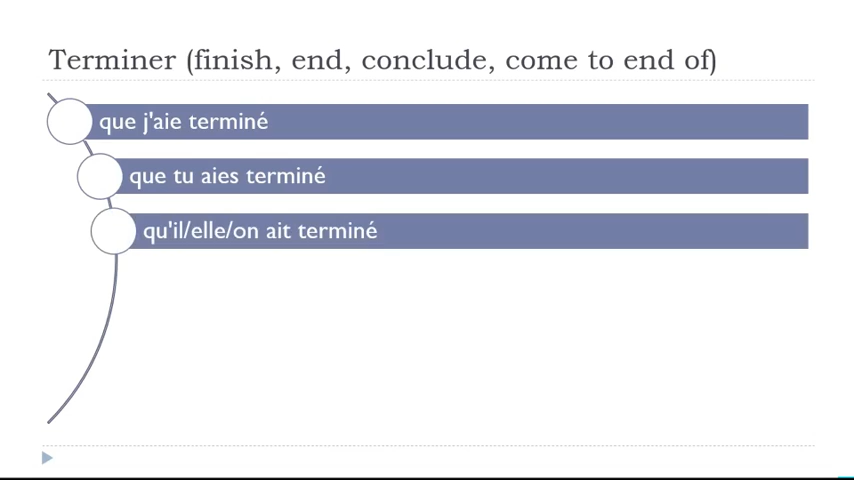 Terminer (finish, end, conclude, come to end of)
que j'aie terminé
que tu aies terminé
qu'il/elle/on ait terminé